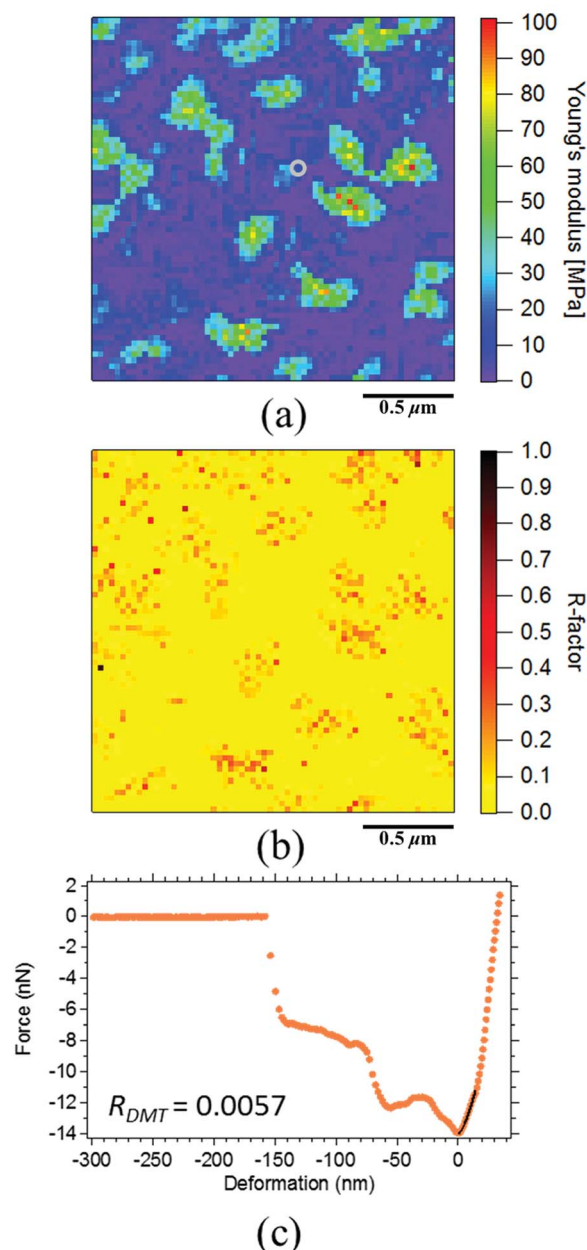 100
90
80
70
60
50
40
30
20
10
0
Young's modulus [MPa]
0.5 µm
(a)
1.0
0.9
0.8
0.7
0.6
0.5
0.4
0.3
0.2
0.1
0.0
R-factor
0.5 µm
(b)
2
0
-2
-4
-6
-8
-10
-12
-14
Force (nN)
R_DMT = 0.0057
-300 -250 -200 -150 -100 -50 0
Deformation (nm)
(c)